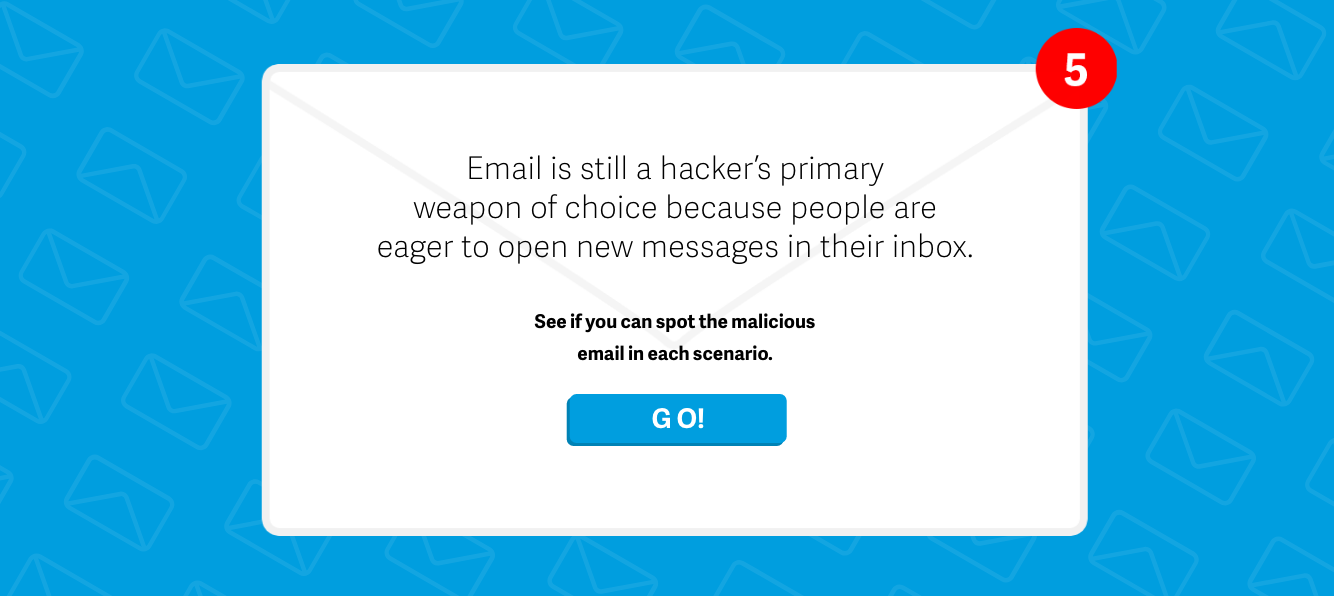 5
Email is still a hacker’s primary
weapon of choice because people are
eager to open new messages in their inbox.
See if you can spot the malicious
email in each scenario.
GO!